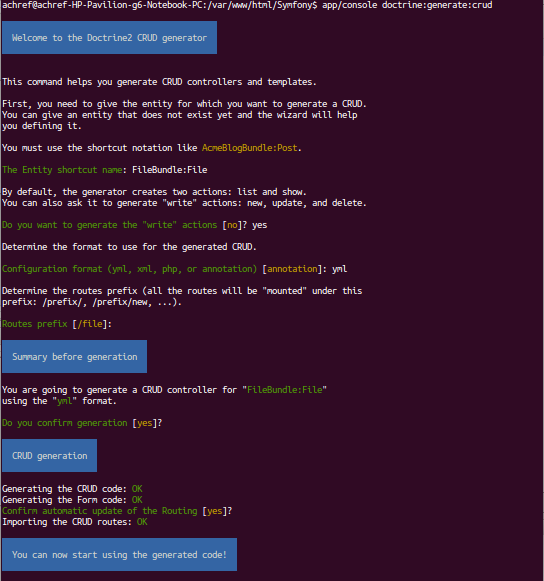 achref@achref-HP-Pavilion-g6-Notebook-PC:/var/www/html/Symfony$ app/console doctrine:generate:crud
Welcome to the Doctrine2 CRUD generator
This command helps you generate CRUD controllers and templates.
First, you need to give the entity for which you want to generate a CRUD.
You can give an entity that does not exist yet and the wizard will help
you defining it.
You must use the shortcut notation like AcmeBlogBundle:Post.
The Entity shortcut name: FileBundle:File
By default, the generator creates two actions: list and show.
You can also ask it to generate "write" actions: new, update, and delete.
Do you want to generate the "write" actions [no]? yes
Determine the format to use for the generated CRUD.
Configuration format (yml, xml, php, or annotation) [annotation]: yml
Determine the routes prefix (all the routes will be "mounted" under this
prefix: /prefix/, /prefix/new, ...).
Routes prefix [/file]:
Summary before generation
You are going to generate a CRUD controller for "FileBundle:File"
using the "yml" format.
Do you confirm generation [yes]?
CRUD generation
Generating the CRUD code: OK
Generating the Form code: OK
Confirm automatic update of the Routing [yes]?
Importing the CRUD routes: OK
You can now start using the generated code!